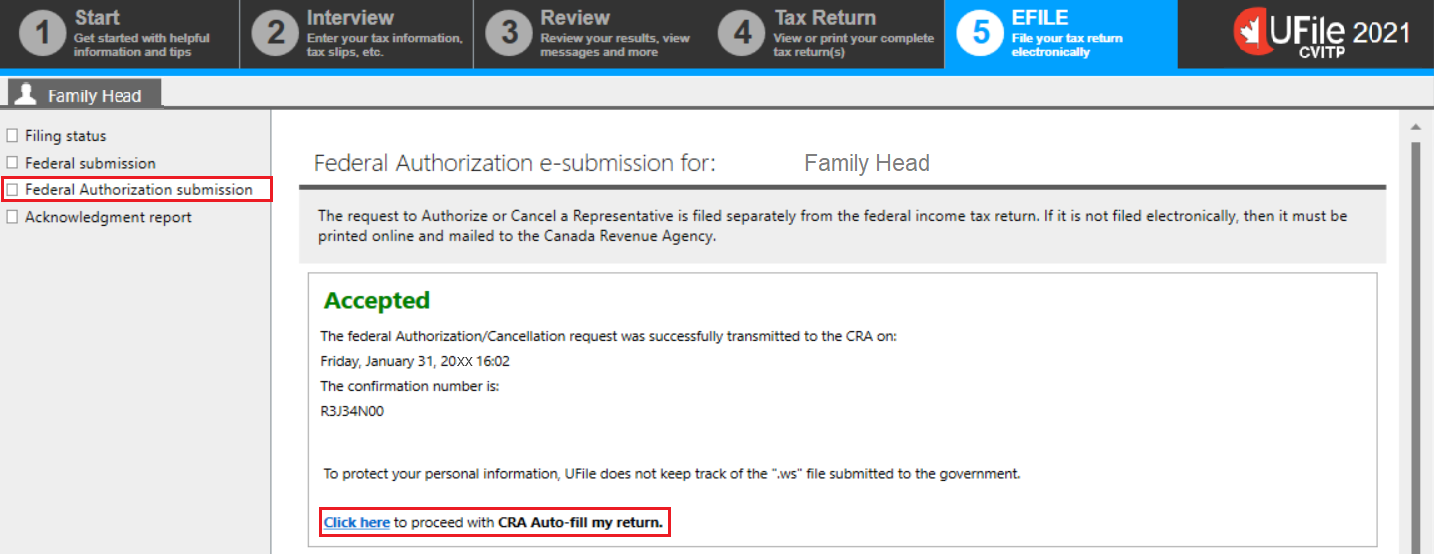 1
Start
Get started with helpful
information and tips
2
Interview
Enter your tax information,
tax slips, etc.
3
Review
Review your results, view
messages and more
4
Tax Return
View or print your complete
tax return(s)
5
EFILE
File your tax return
electronically
UFile 2021
CVITP
Family Head
Filing status
Federal submission
Federal Authorization submission
Acknowledgment report
Federal Authorization e-submission for: Family Head
The request to Authorize or Cancel a Representative is filed separately from the federal income tax return. If it is not filed electronically, then it must be
printed online and mailed to the Canada Revenue Agency.
Accepted
The federal Authorization/Cancellation request was successfully transmitted to the CRA on:
Friday, January 31, 20XX 16:02
The confirmation number is:
R3J34N00
To protect your personal information, UFile does not keep track of the ".ws" file submitted to the government.
Click here to proceed with CRA Auto-fill my return.